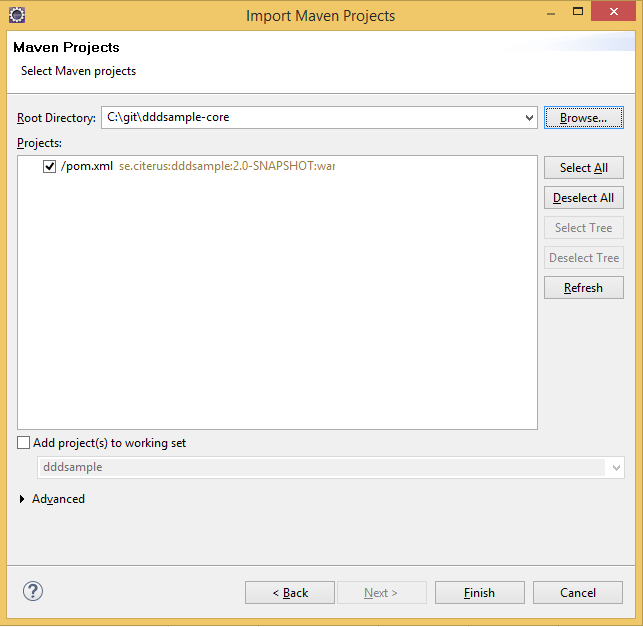 Import Maven Projects
Maven Projects
Select Maven projects
Root Directory: C:\git\dddsample-core Browse...
Projects:
/pom.xml se.citerus:dddsample:2.0-SNAPSHOT:war
Select All
Deselect All
Select Tree
Deselect Tree
Refresh
Add project(s) to working set
dddsample
Advanced
? < Back Next > Finish Cancel